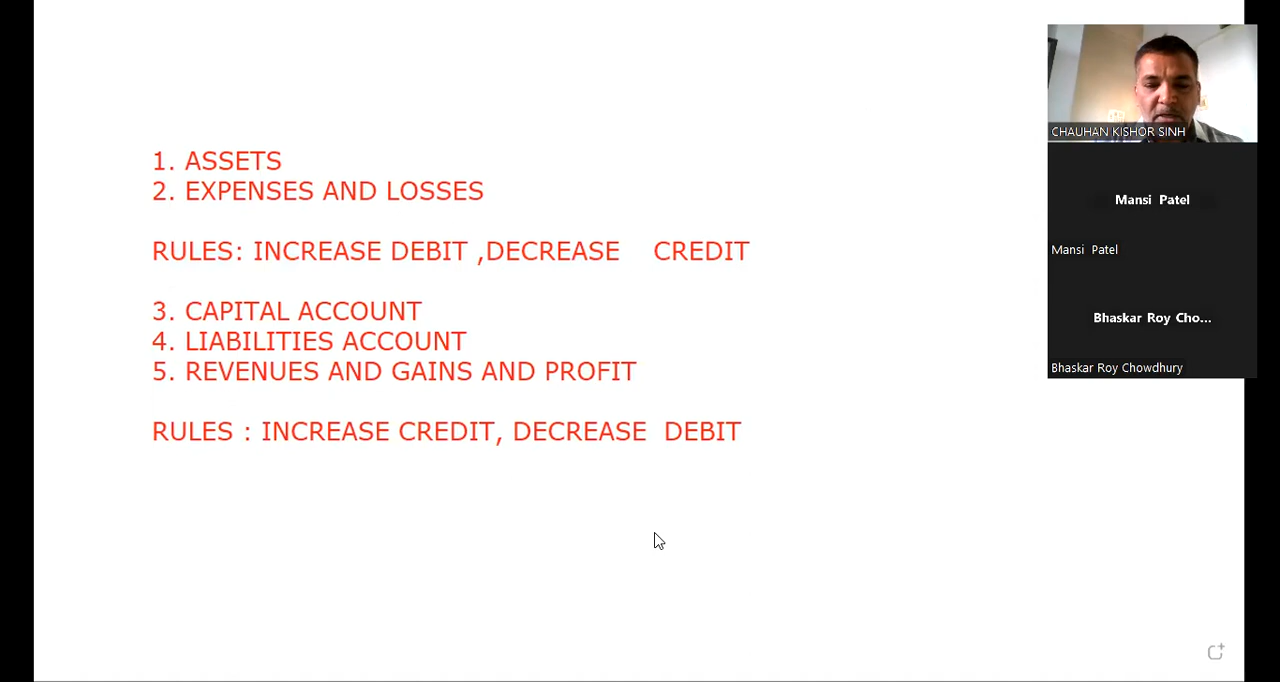 1. ASSETS
2. EXPENSES AND LOSSES
RULES: INCREASE DEBIT ,DECREASE    CREDIT
3. CAPITAL ACCOUNT
4. LIABILITIES ACCOUNT
5. REVENUES AND GAINS AND PROFIT
RULES : INCREASE CREDIT, DECREASE  DEBIT
CHAUHAN KISHOR SINH
Mansi  Patel
Mansi  Patel
Bhaskar Roy Cho...
Bhaskar Roy Chowdhury